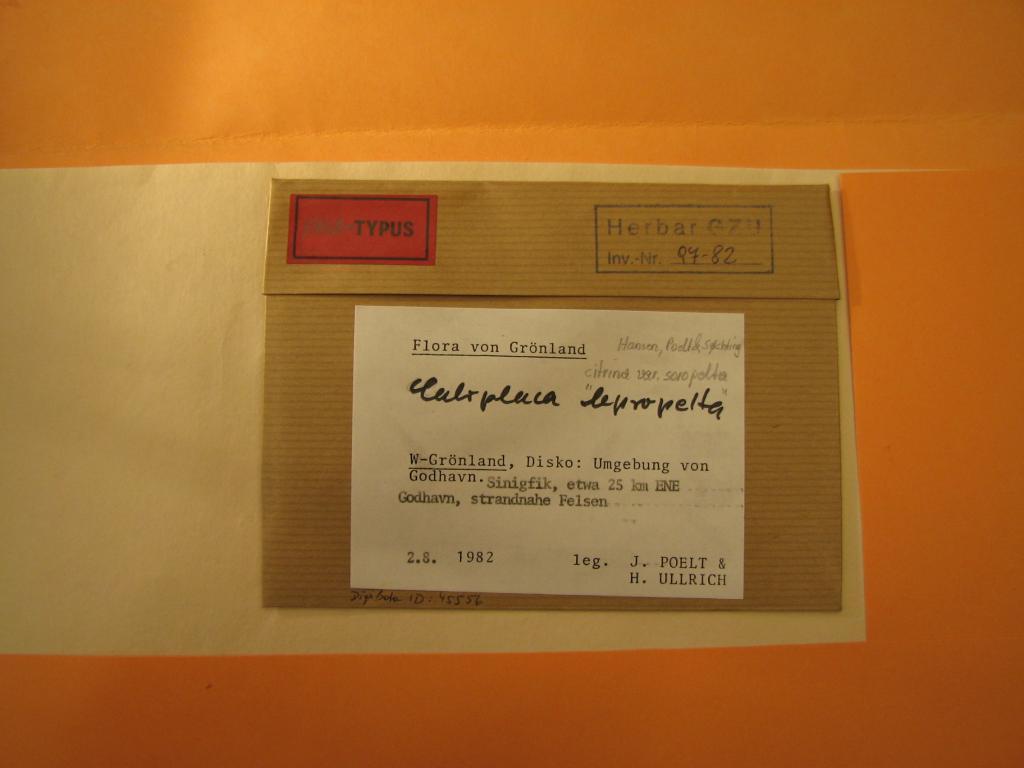 TYPUS
Herbar GZU
Inv.-Nr. 97-82
Flora von Grönland
Hansen, Poelt & Søchting
citrina var. soropelta
Caloplaca "lepropelta"
W-Grönland, Disko: Umgebung von
Godhavn. Sinigfik, etwa 25 km ENE
Godhavn, strandnahe Felsen
2.8. 1982 leg. J. POELT &
H. ULLRICH
ID: 45556